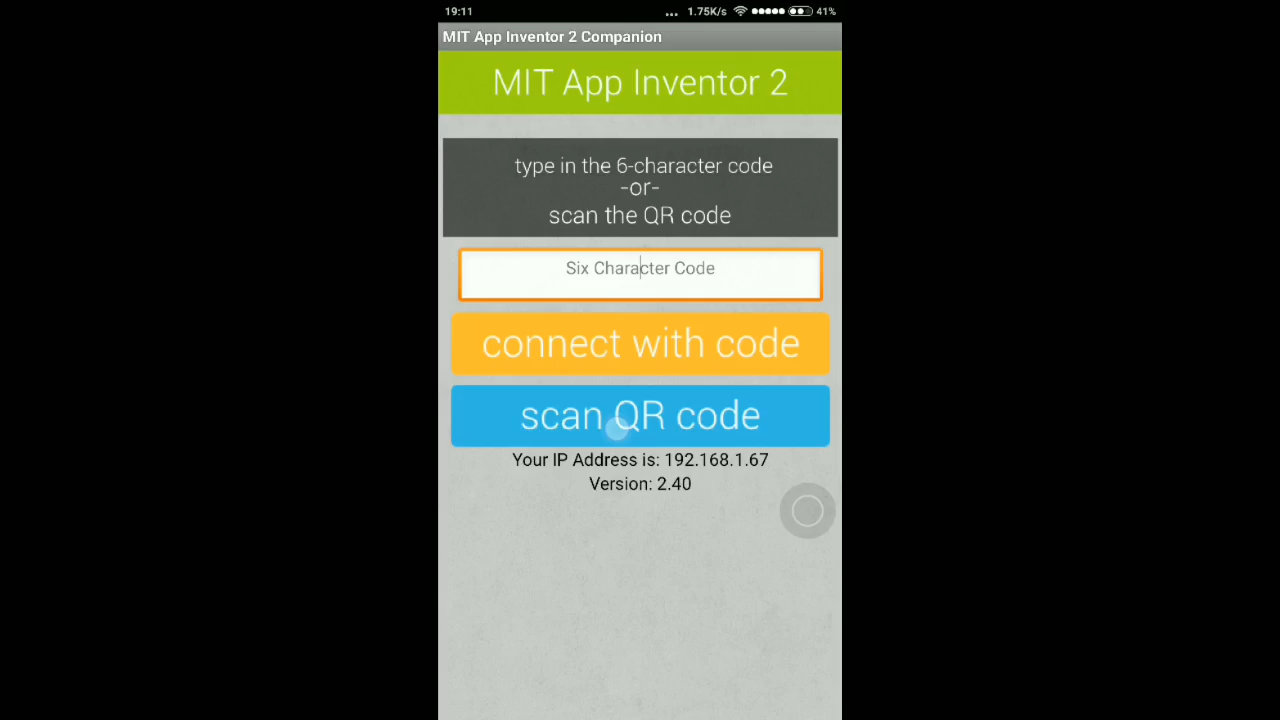 19:11 ... 1.75K/s 41%
MIT App Inventor 2 Companion
MIT App Inventor 2
type in the 6-character code
-or-
scan the QR code
Six Character Code
connect with code
scan QR code
Your IP Address is: 192.168.1.67
Version: 2.40